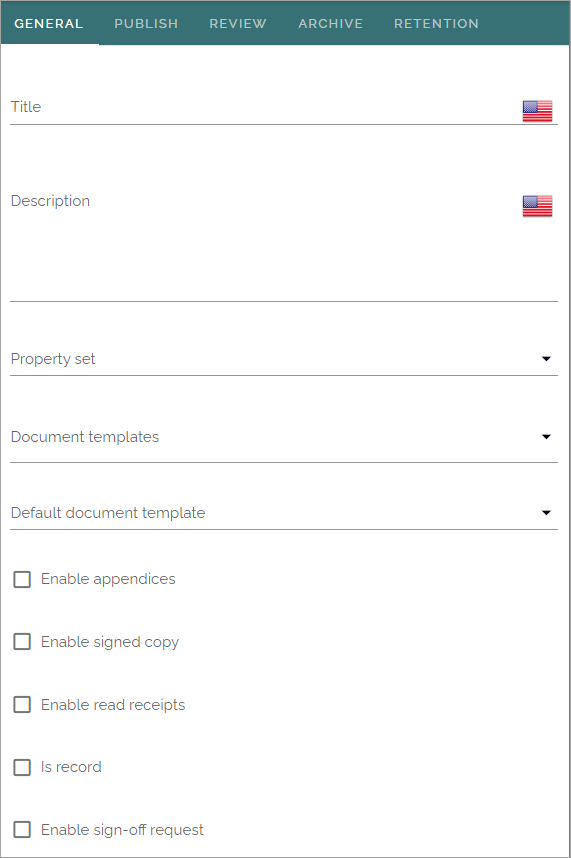 GENERAL PUBLISH REVIEW ARCHIVE RETENTION
Title
Description
Property set
Document templates
Default document template
Enable appendices
Enable signed copy
Enable read receipts
Is record
Enable sign-off request